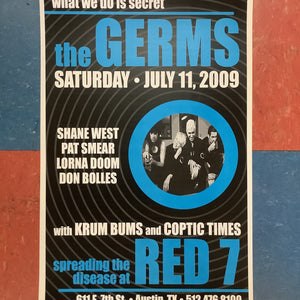 what we do is secret
the GERMS
SATURDAY • JULY 11, 2009
SHANE WEST
PAT SMEAR
LORNA DOOM
DON BOLLES
with KRUM BUMS and COPTIC TIMES
spreading the
disease at
RED 7
611 E. 7th St. • Austin, TX • 512.476.8100